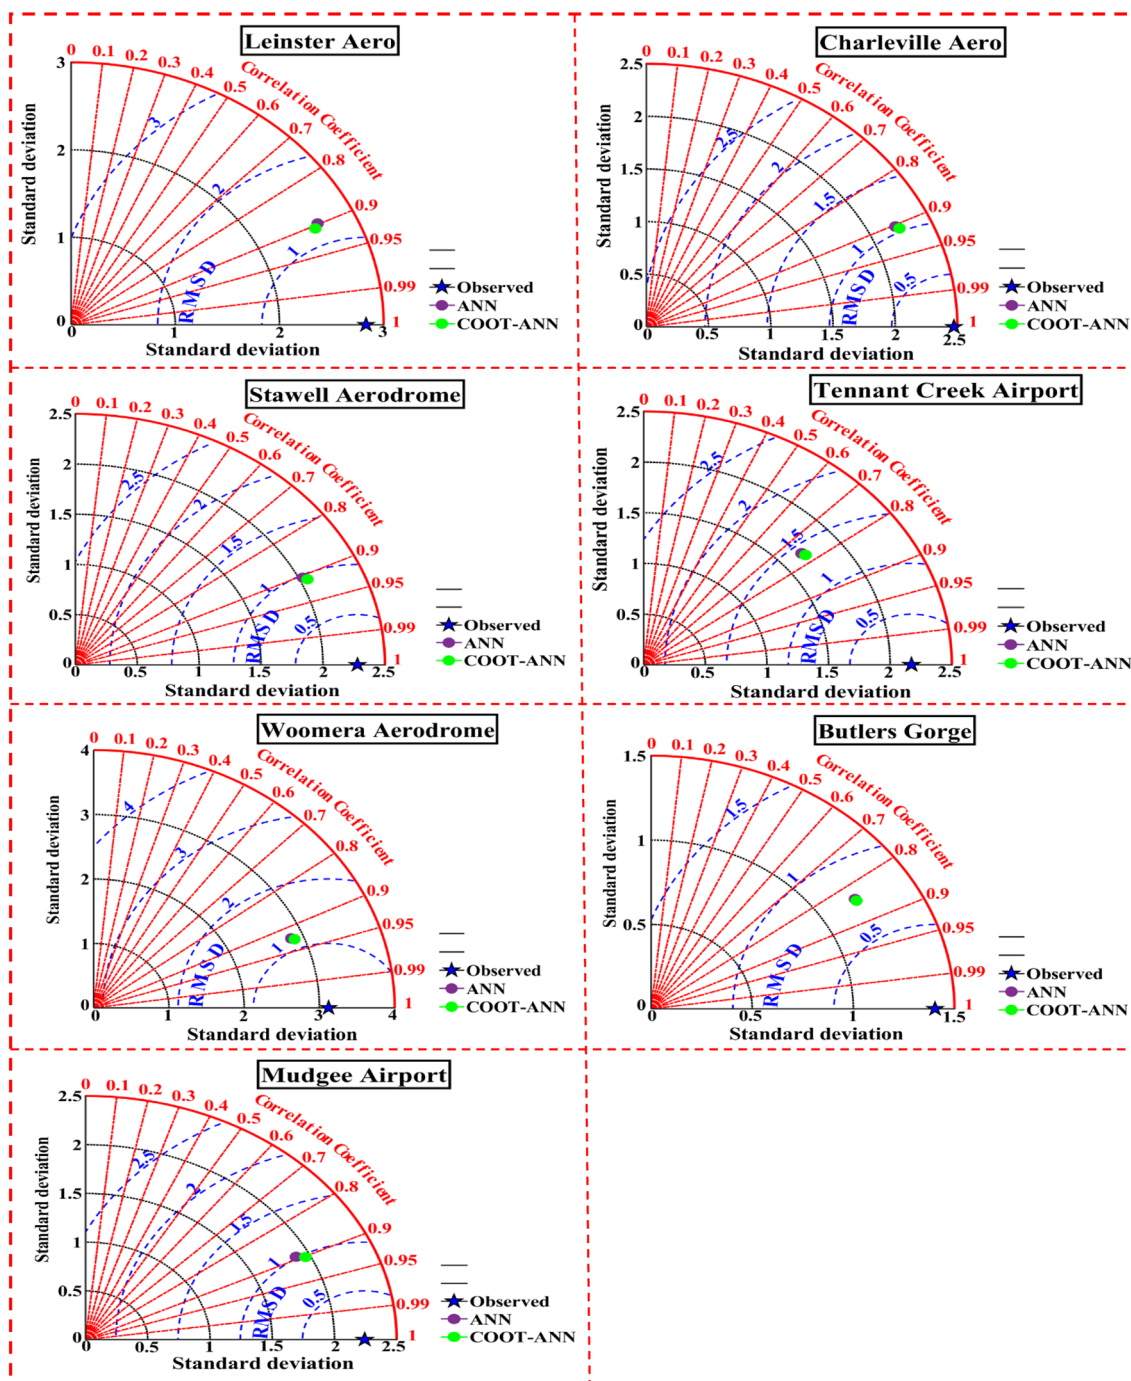 Leinster Aero
0 0.1 0.2 0.3 0.4 0.5 0.6 0.7 0.8 0.9 0.95 0.99 1
Correlation Coefficient
Standard deviation
3
2
1
0
3
2
1
RMSD
0 1 2 3
Standard deviation
Observed
ANN
COOT-ANN
Charleville Aero
0 0.1 0.2 0.3 0.4 0.5 0.6 0.7 0.8 0.9 0.95 0.99 1
Correlation Coefficient
Standard deviation
2.5
2
1.5
1
0.5
0
2.5
2
1.5
1
0.5
RMSD
0 0.5 1 1.5 2 2.5
Standard deviation
Observed
ANN
COOT-ANN
Stawell Aerodrome
0 0.1 0.2 0.3 0.4 0.5 0.6 0.7 0.8 0.9 0.95 0.99 1
Correlation Coefficient
Standard deviation
2.5
2
1.5
1
0.5
0
2.5
2
1.5
1
0.5
RMSD
0 0.5 1 1.5 2 2.5
Standard deviation
Observed
ANN
COOT-ANN
Tennant Creek Airport
0 0.1 0.2 0.3 0.4 0.5 0.6 0.7 0.8 0.9 0.95 0.99 1
Correlation Coefficient
Standard deviation
2.5
2
1.5
1
0.5
0
2.5
2
1.5
1
0.5
RMSD
0 0.5 1 1.5 2 2.5
Standard deviation
Observed
ANN
COOT-ANN
Woomera Aerodrome
0 0.1 0.2 0.3 0.4 0.5 0.6 0.7 0.8 0.9 0.95 0.99 1
Correlation Coefficient
Standard deviation
4
3
2
1
0
4
3
2
1
RMSD
0 1 2 3 4
Standard deviation
Observed
ANN
COOT-ANN
Butlers Gorge
0 0.1 0.2 0.3 0.4 0.5 0.6 0.7 0.8 0.9 0.95 0.99 1
Correlation Coefficient
Standard deviation
1.5
1
0.5
0
1.5
1
0.5
RMSD
0 0.5 1 1.5
Standard deviation
Observed
ANN
COOT-ANN
Mudgee Airport
0 0.1 0.2 0.3 0.4 0.5 0.6 0.7 0.8 0.9 0.95 0.99 1
Correlation Coefficient
Standard deviation
2.5
2
1.5
1
0.5
0
2.5
2
1.5
1
0.5
RMSD
0 0.5 1 1.5 2 2.5
Standard deviation
Observed
ANN
COOT-ANN